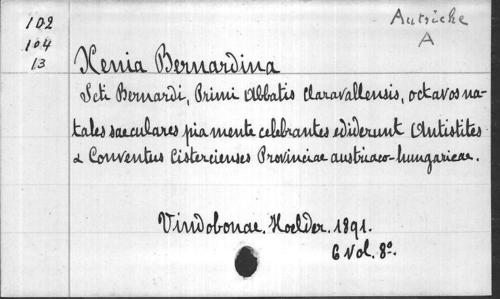 102
104
13
Autriche
A
Xenia Bernardina
Scti Bernardi, Primi Abbatis Claravallensis, octavos na-
tales saeculares pia mente celebrantes ediderunt Antistites
& Conventus Cistercienses Provinciae austriaco-hungaricae.
Vindobonae. Hoelder. 1891.
6 Vol. 8o.